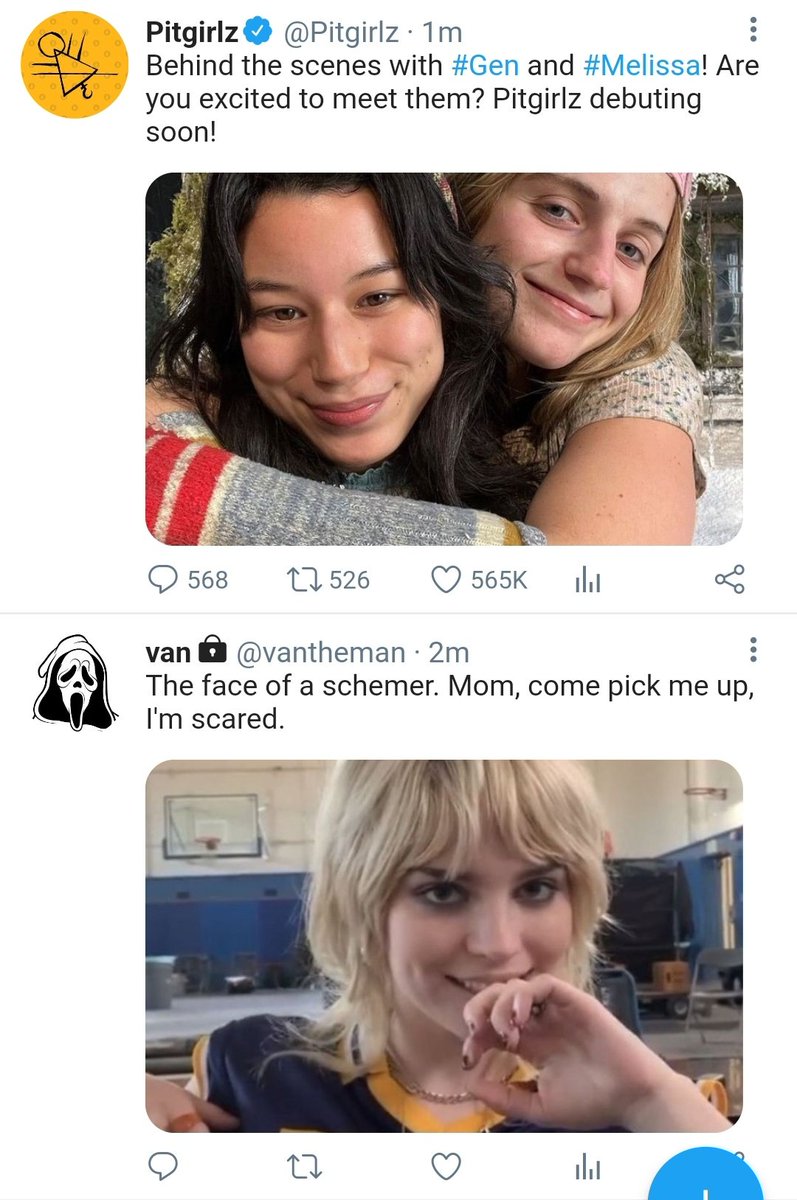 Pitgirlz @Pitgirlz · 1m
Behind the scenes with #Gen and #Melissa! Are
you excited to meet them? Pitgirlz debuting
soon!
568 526 565K
van @vantheman · 2m
The face of a schemer. Mom, come pick me up,
I'm scared.